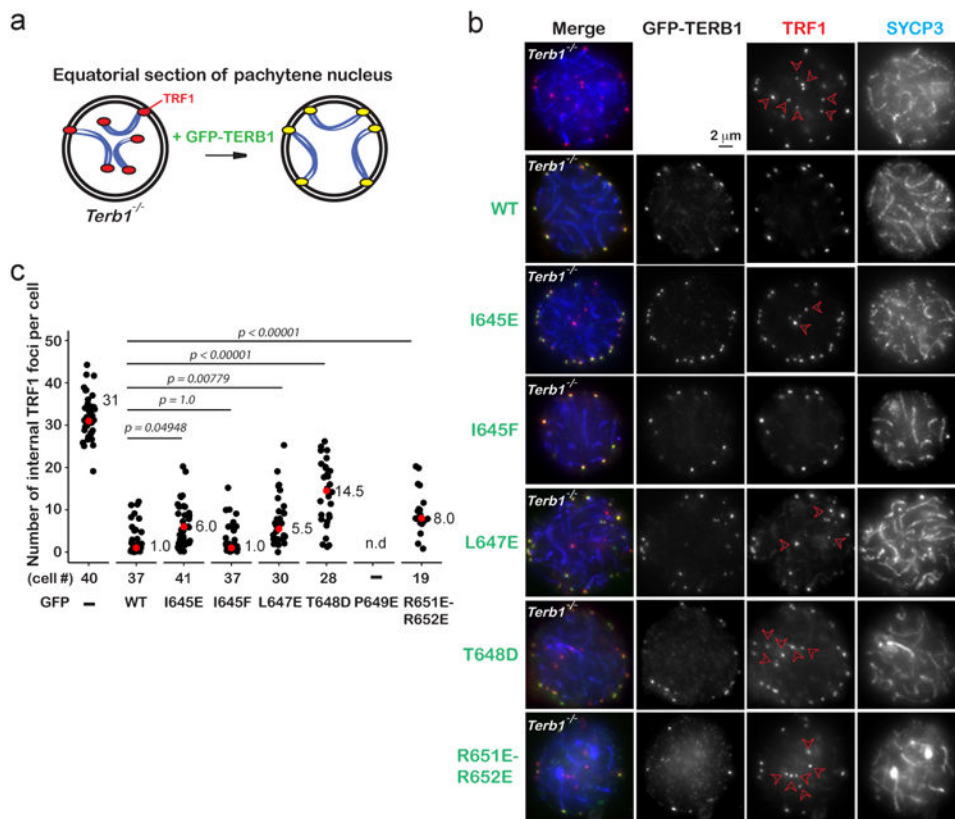 a
Equatorial section of pachytene nucleus
TRF1
+ GFP-TERB1
Terb1-/-
b
Merge GFP-TERB1 TRF1 SYCP3
Terb1-/-
2 μm
WT
Terb1-/-
I645E
Terb1-/-
I645F
Terb1-/-
L647E
Terb1-/-
T648D
Terb1-/-
R651E-
R652E
Terb1-/-
c
Number of internal TRF1 foci per cell
50
40
30
20
10
0
p < 0.00001
p < 0.00001
p = 0.00779
p = 1.0
p = 0.04948
31
1.0
6.0
1.0
5.5
14.5
n.d
8.0
(cell #) 40 37 41 37 30 28 – 19
GFP – WT I645E I645F L647E T648D P649E R651E-
R652E